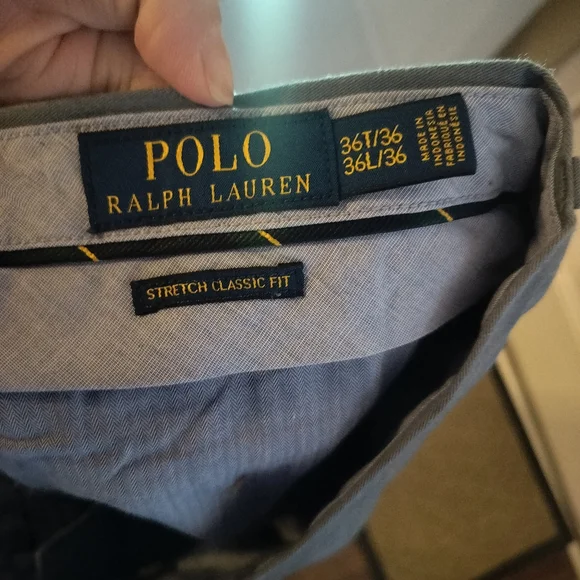 POLO
RALPH LAUREN
36T/36
36L/36
MADE IN
INDONESIA
FABRIQUÉ EN
INDONÉSIE
STRETCH CLASSIC FIT